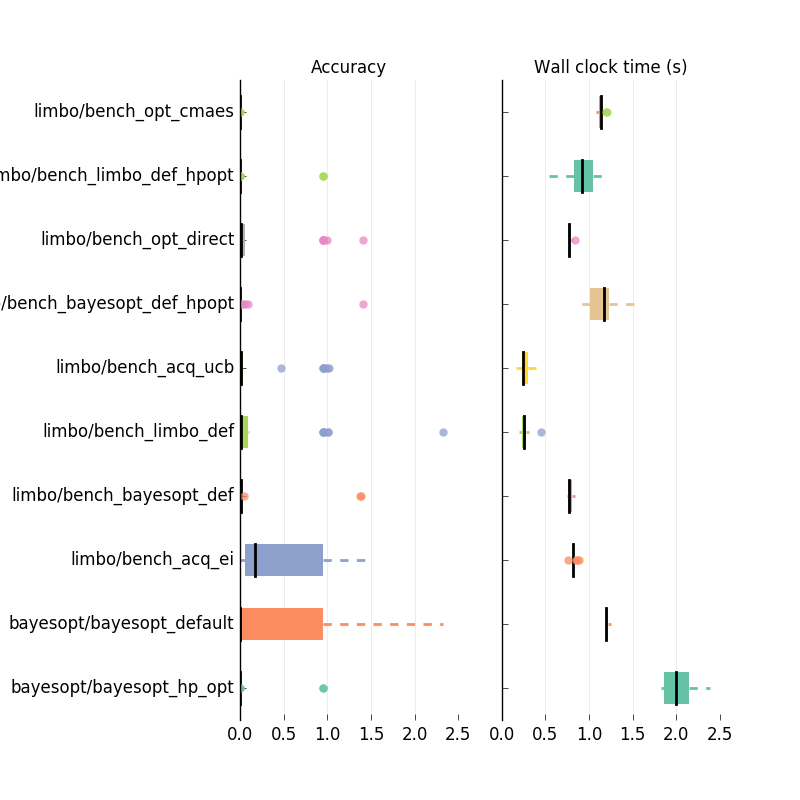 Accuracy Wall clock time (s)
limbo/bench_opt_cmaes
mbo/bench_limbo_def_hpopt
limbo/bench_opt_direct
/bench_bayesopt_def_hpopt
limbo/bench_acq_ucb
limbo/bench_limbo_def
limbo/bench_bayesopt_def
limbo/bench_acq_ei
bayesopt/bayesopt_default
bayesopt/bayesopt_hp_opt
0.0 0.5 1.0 1.5 2.0 2.5 0.0 0.5 1.0 1.5 2.0 2.5